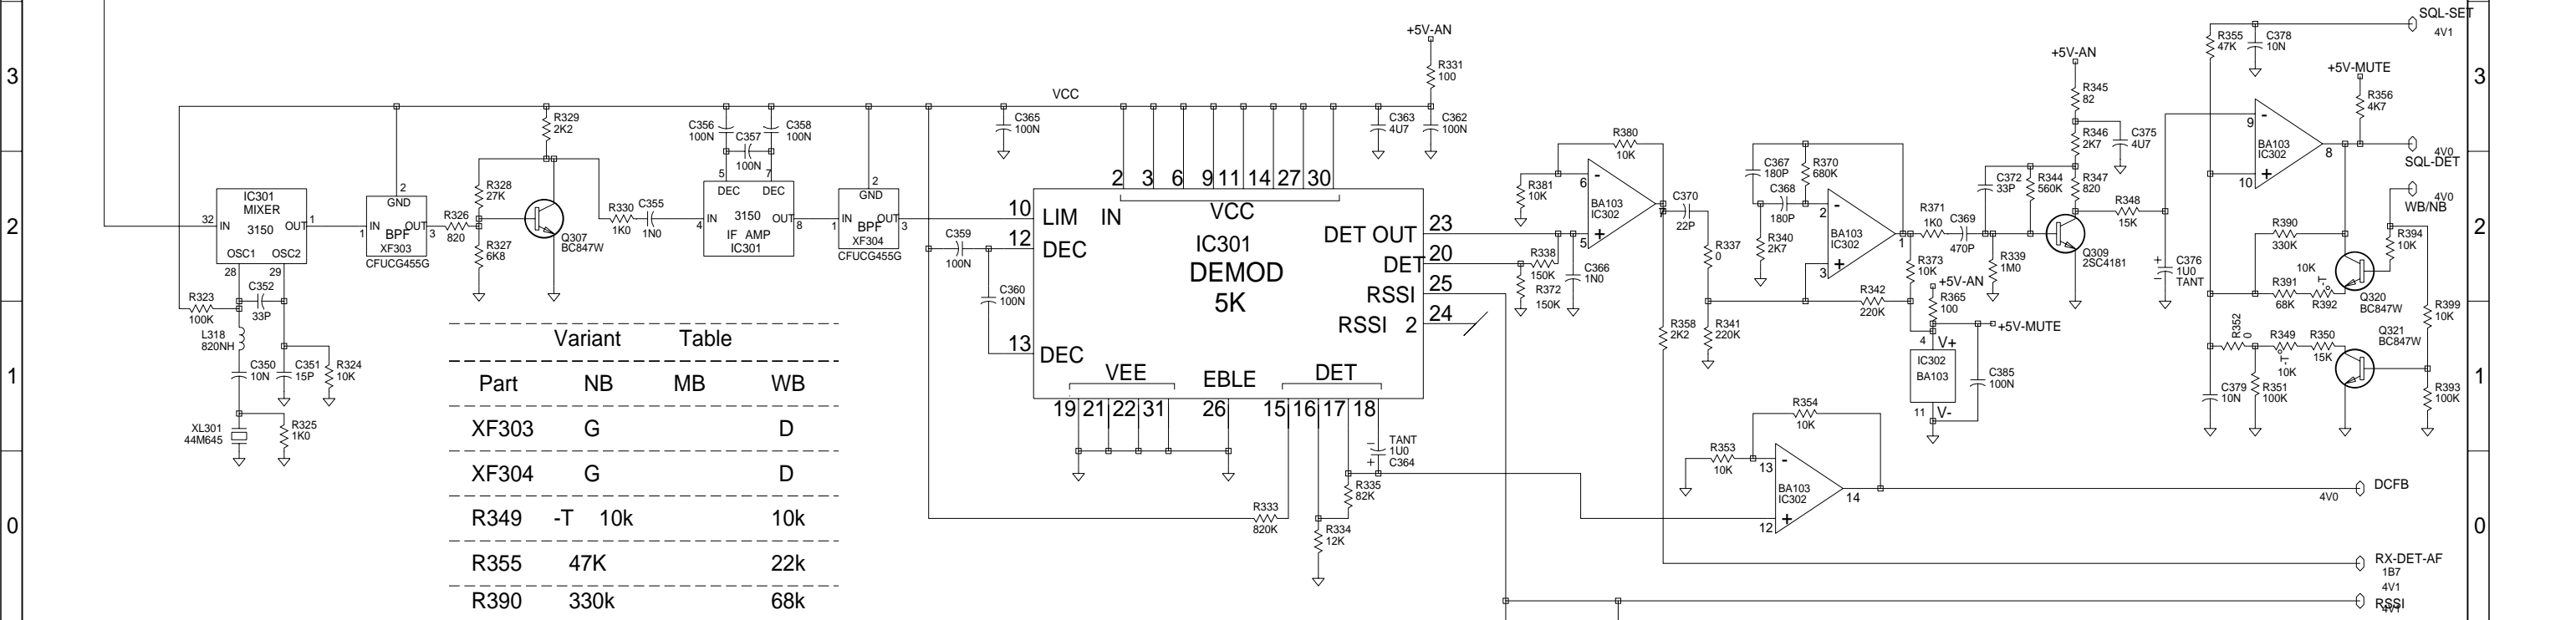 SQL-SET
4V1
+5V-AN
R331
100
VCC
R355
47K
C378
10N
+5V-AN
+5V-MUTE
R356
4K7
3
3
R329
2K2
C356
100N
C357
100N
C358
100N
C365
100N
C363
4U7
C362
100N
R380
10K
R345
82
R346
2K7
C375
4U7
9
BA103
IC302
8
10
-
+
4V0
SQL-DET
4V0
WB/NB
IC301
MIXER
3150
IN
OUT
OSC1
OSC2
32
1
28
29
2
GND
IN
OUT
BPF
XF303
1
3
CFUCG455G
R326
820
R328
27K
R327
6K8
Q307
BC847W
R330
1K0
C355
1N0
5
7
DEC
DEC
IN
3150
OUT
IF AMP
IC301
4
8
2
GND
IN
OUT
BPF
XF304
1
3
CFUCG455G
C359
100N
C360
100N
2
3
6
9
11
14
27
30
VCC
10
LIM IN
12
DEC
13
DEC
IC301
DEMOD
5K
DET OUT
23
DET
20
RSSI
25
RSSI 2
24
VEE
EBLE
DET
19
21
22
31
26
15
16
17
18
R381
10K
6
BA103
IC302
5
7
-
+
R338
150K
R372
150K
C366
1N0
C370
22P
R337
0
R358
2K2
R341
220K
C367
180P
C368
180P
R370
680K
R340
2K7
2
BA103
IC302
3
1
-
+
R342
220K
R371
1K0
C369
470P
R373
10K
R339
1M0
C372
33P
R344
560K
R347
820
Q309
2SC4181
R348
15K
C376
1U0
TANT
+
-
+5V-AN
R365
100
+5V-MUTE
4
V+
IC302
BA103
11
V-
C385
100N
R390
330K
R391
68K
10K
-T°
R392
R394
10K
Q320
BC847W
Q321
BC847W
R399
10K
R352
0
R349
-T°
10K
R350
15K
C379
10N
R351
100K
R393
100K
2
2
R323
100K
C352
33P
L318
820NH
C350
10N
C351
15P
R324
10K
XL301
44M645
R325
1K0
1
1
Variant Table
Part NB MB WB
XF303 G D
XF304 G D
R349 -T 10k 10k
R355 47K 22k
R390 330k 68k
TANT
1U0
C364
-
+
R335
82K
R333
820K
R334
12K
R353
10K
R354
10K
13
BA103
IC302
12
14
-
+
4V0
DCFB
RX-DET-AF
1B7
4V1
RSSI
0
0